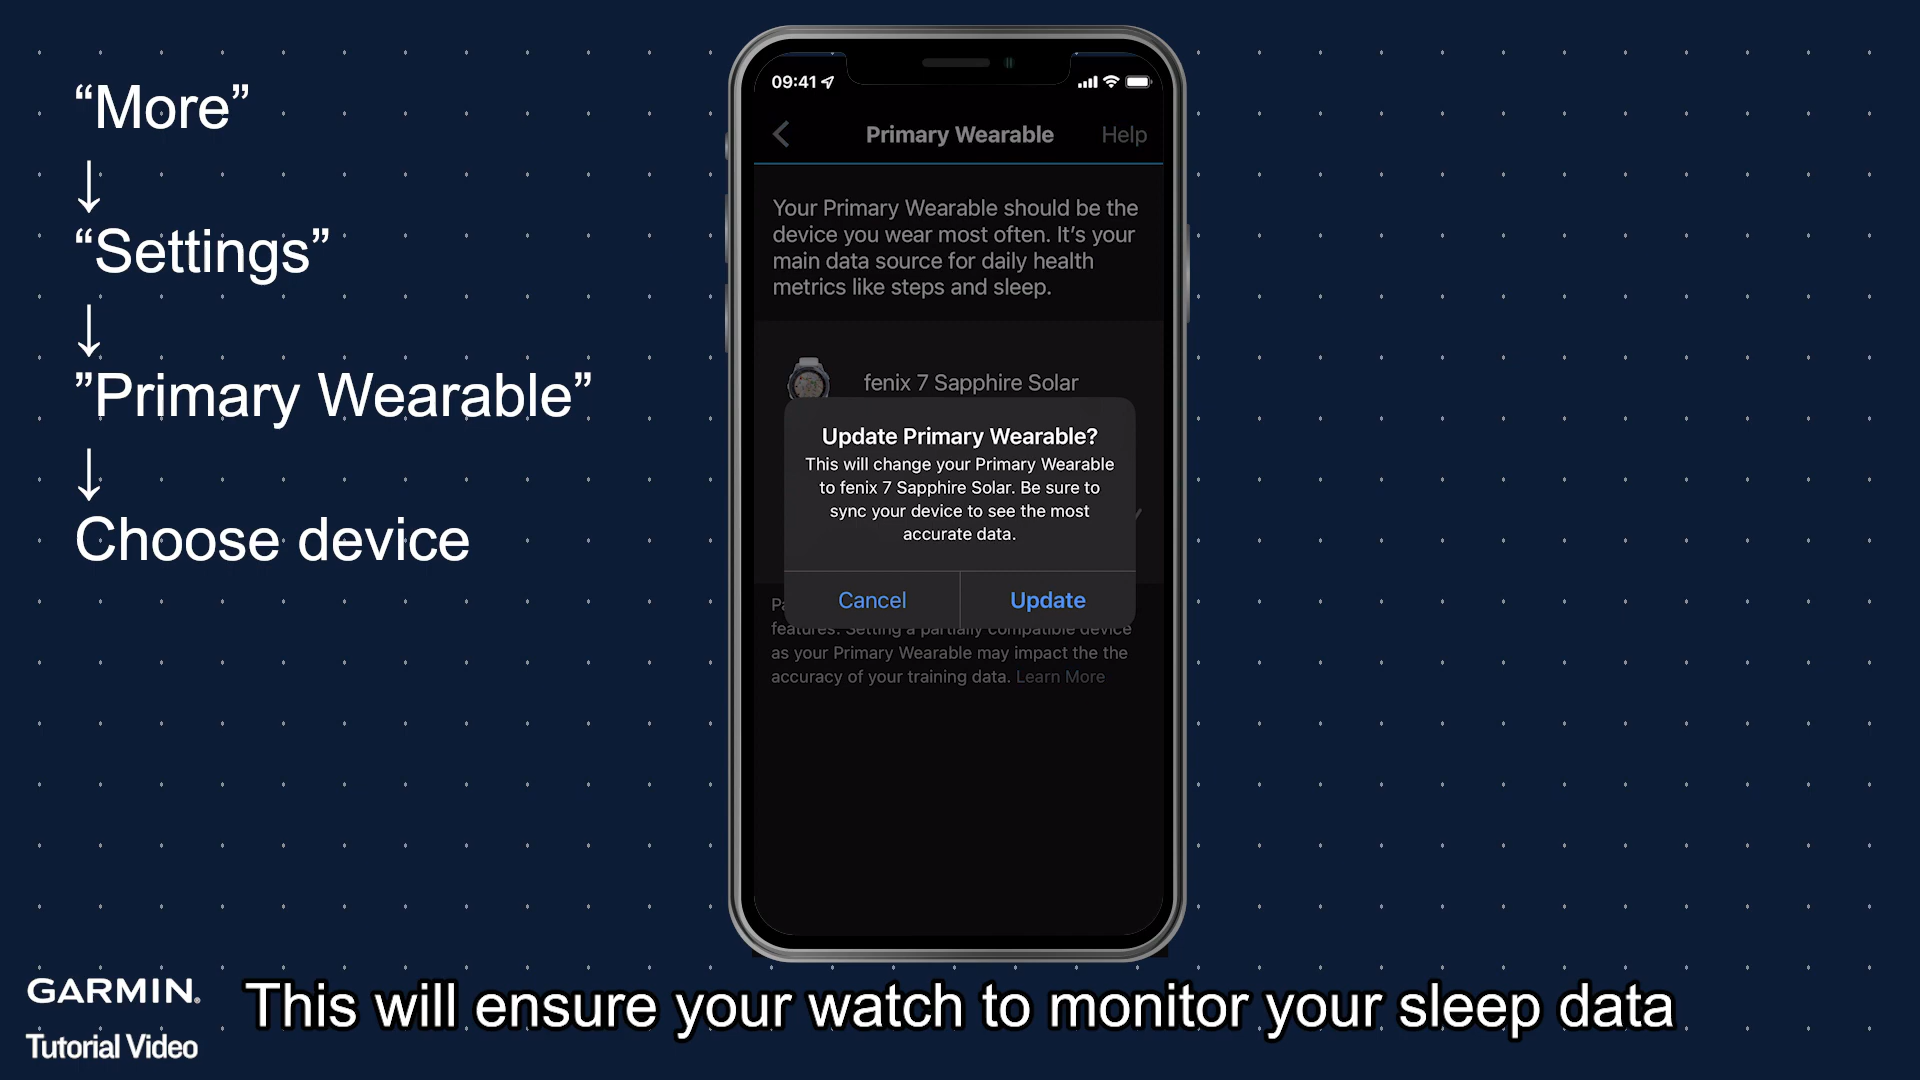 “More”
↓
“Settings”
↓
”Primary Wearable”
↓
Choose device
09:41
Primary Wearable
Help
Your Primary Wearable should be the
device you wear most often. It’s your
main data source for daily health
metrics like steps and sleep.
fenix 7 Sapphire Solar
Update Primary Wearable?
This will change your Primary Wearable
to fenix 7 Sapphire Solar. Be sure to
sync your device to see the most
accurate data.
Cancel
Update
features. Setting a partially compatible device
as your Primary Wearable may impact the the
accuracy of your training data. Learn More
GARMIN®
Tutorial Video
This will ensure your watch to monitor your sleep data